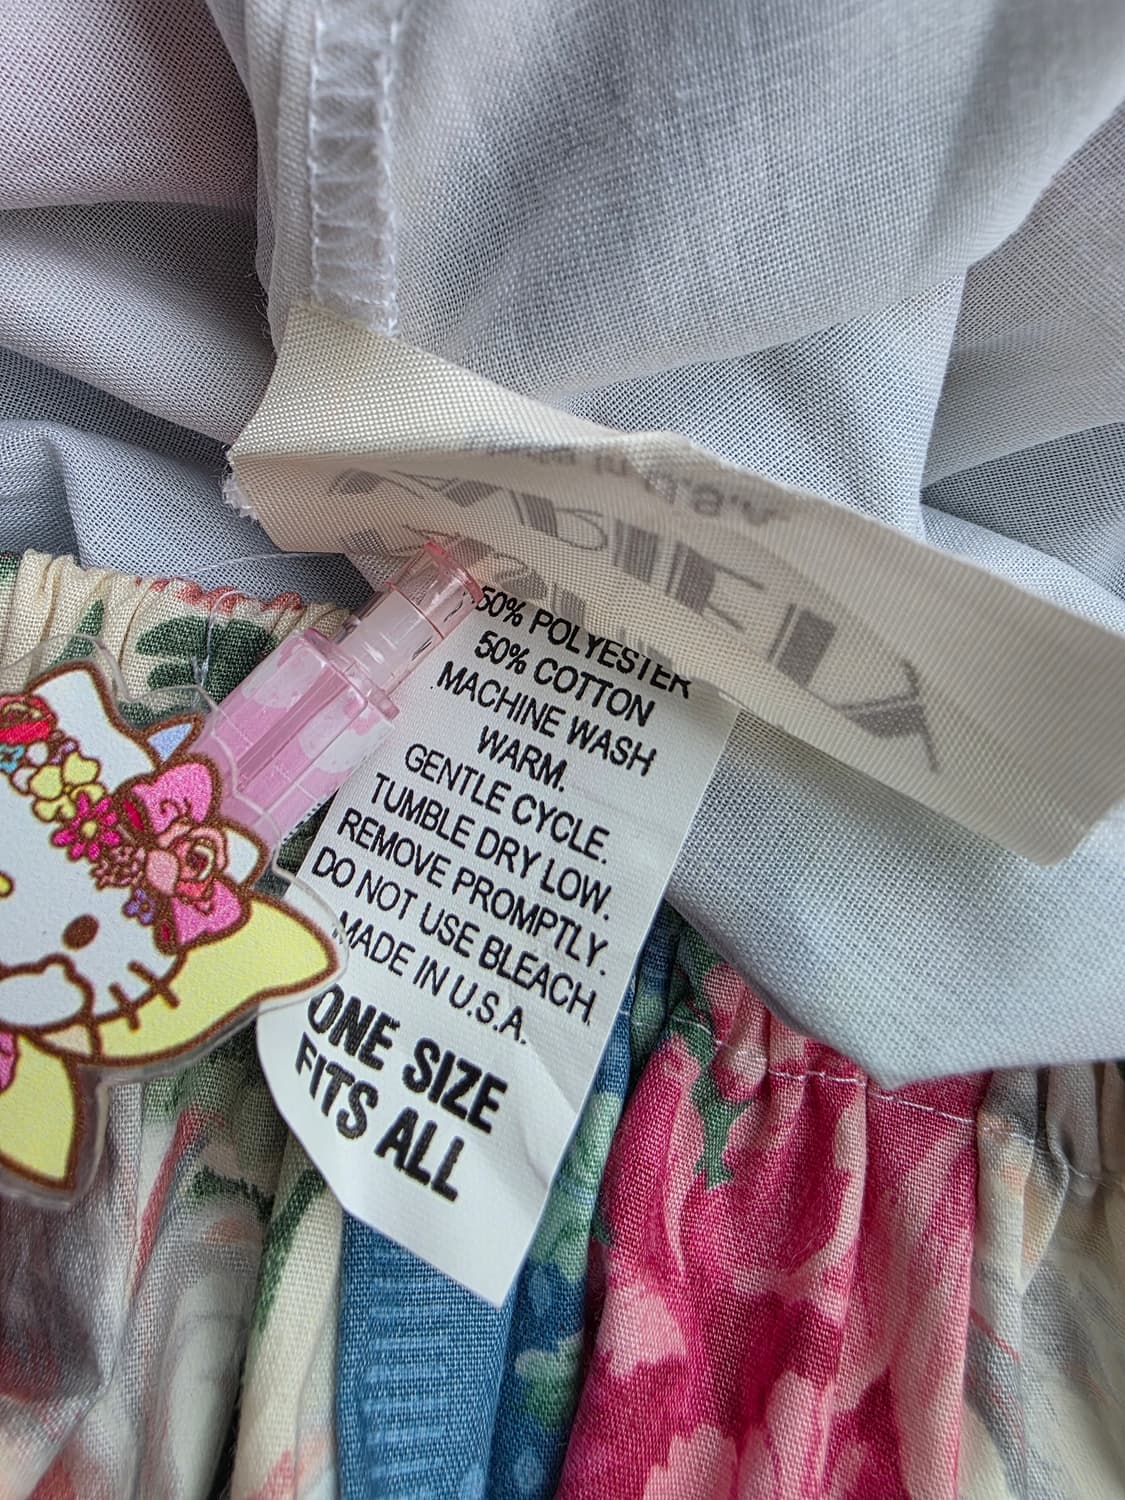 50% POLYESTER
50% COTTON
MACHINE WASH
WARM.
GENTLE CYCLE.
TUMBLE DRY LOW.
REMOVE PROMPTLY.
DO NOT USE BLEACH.
MADE IN U.S.A.
ONE SIZE
FITS ALL